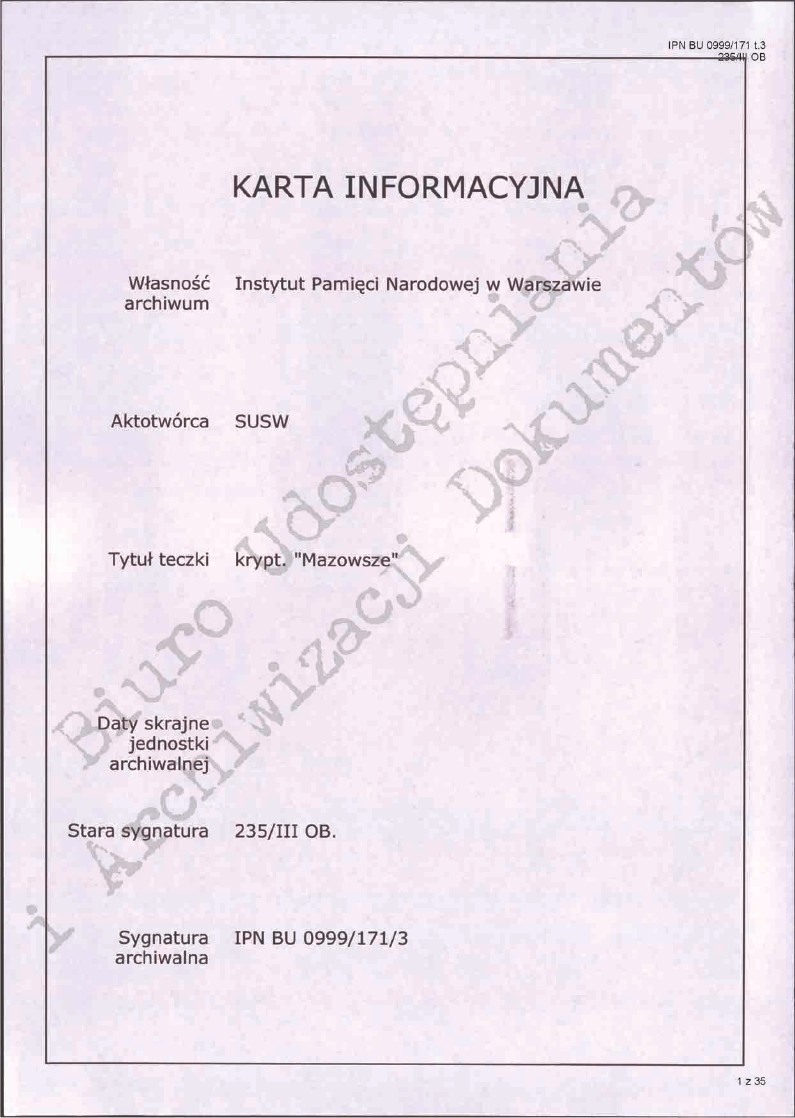 IPN BU 0999/171 t.3
235/II OB
KARTA INFORMACYJNA
Własność archiwum Instytut Pamięci Narodowej w Warszawie
Aktotwórca SUSW
Tytuł teczki krypt. "Mazowsze"
Daty skrajne
jednostki
archiwalnej
Stara sygnatura 235/III OB.
Sygnatura archiwalna IPN BU 0999/171/3
Biuro Udostępniania
i Archiwizacji Dokumentów
1 z 35